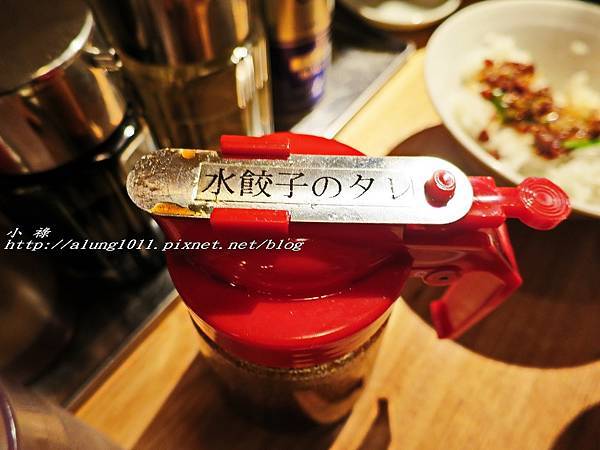 水餃子のタレ
小 祿
http://alung1011.pixnet.net/blog